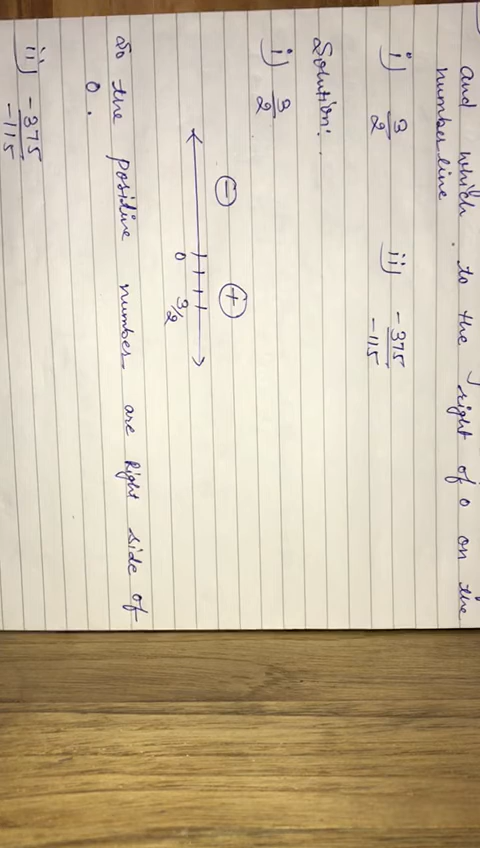 and which to the right of 0 on the
number line
i) 3/2 ii) -375/-115
Solution:
i) 3/2
⊖ ⊕
0 3/2
So the positive number are Right side of
0.
ii) -375/-115